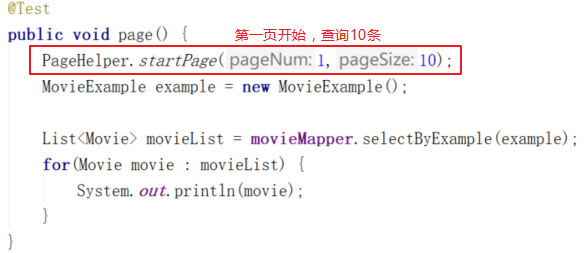 @Test
public void page() {
第一页开始，查询10条
PageHelper.startPage( pageNum: 1, pageSize: 10);
MovieExample example = new MovieExample();
List<Movie> movieList = movieMapper.selectByExample(example);
for(Movie movie : movieList) {
System.out.println(movie);
}
}